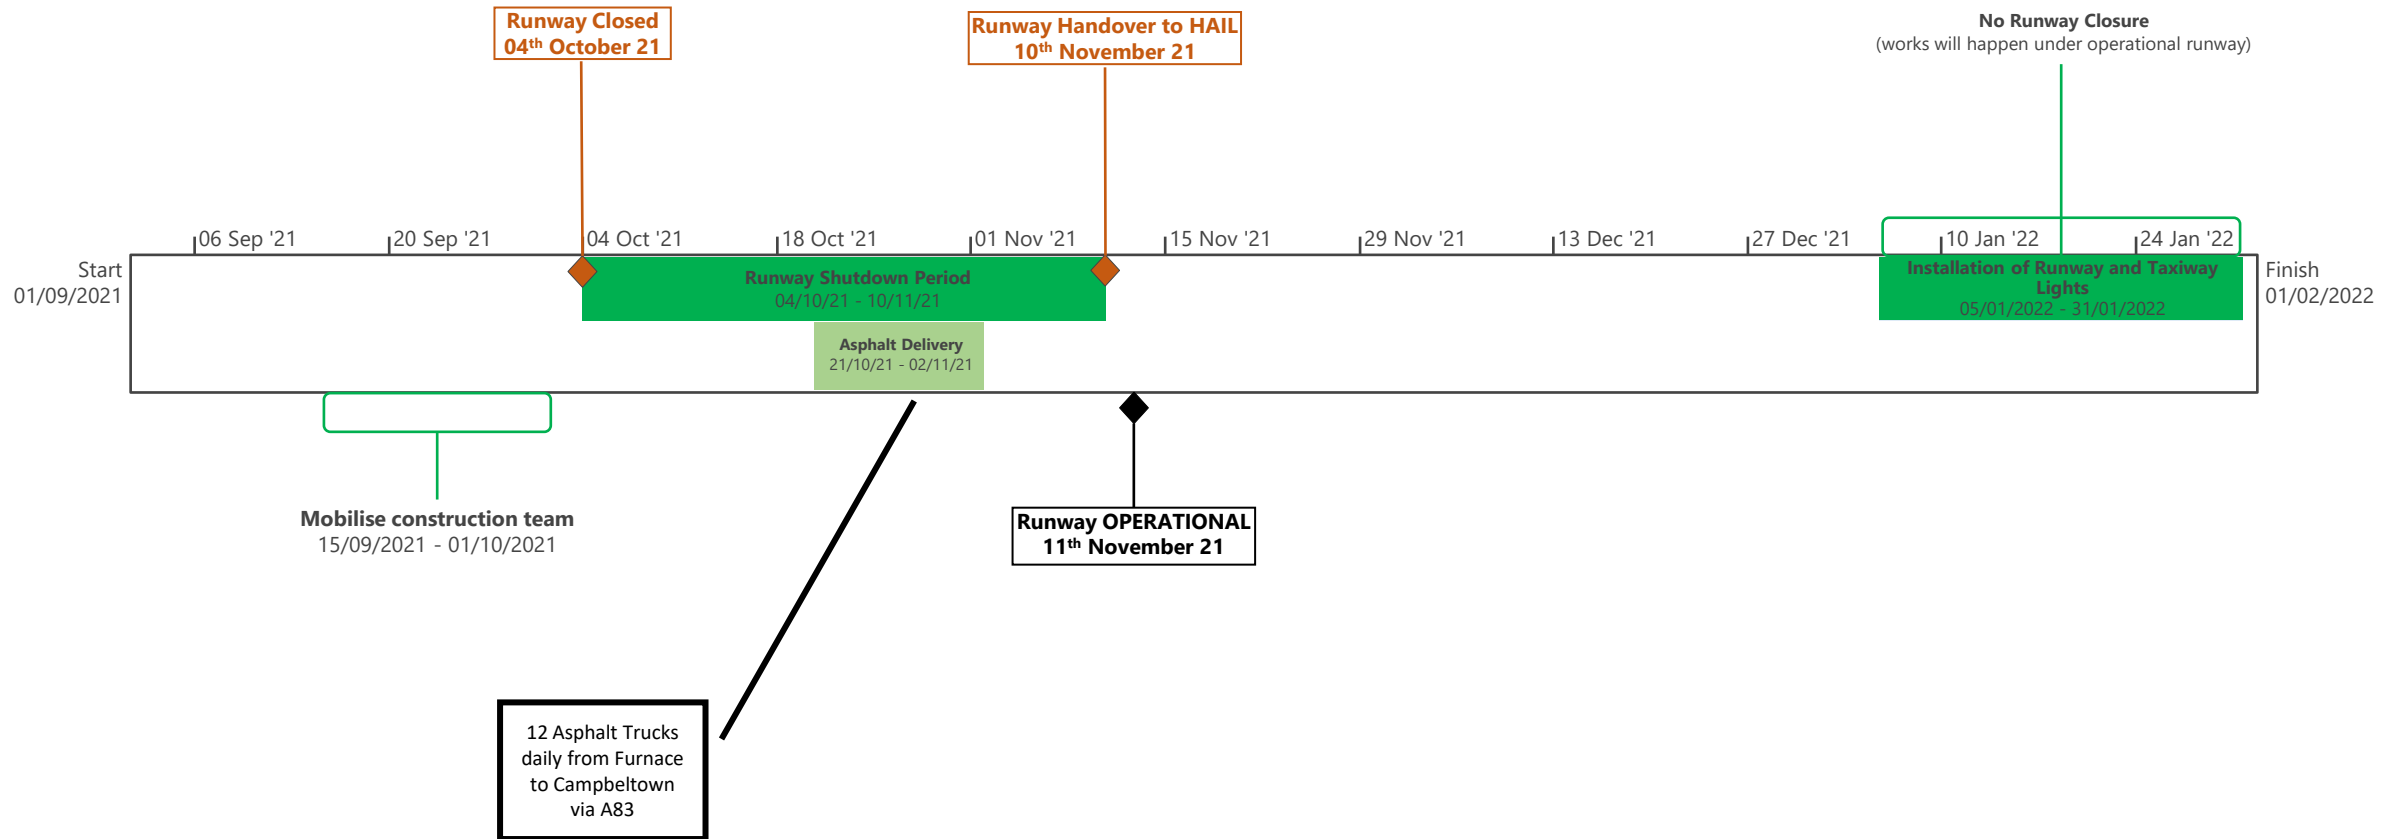 Runway Closed
04th October 21
Runway Handover to HAIL
10th November 21
No Runway Closure
(works will happen under operational runway)
06 Sep '21
20 Sep '21
04 Oct '21
18 Oct '21
01 Nov '21
15 Nov '21
29 Nov '21
13 Dec '21
27 Dec '21
10 Jan '22
24 Jan '22
Start
01/09/2021
Runway Shutdown Period
04/10/21 - 10/11/21
Installation of Runway and Taxiway
Lights
05/01/2022 - 31/01/2022
Finish
01/02/2022
Asphalt Delivery
21/10/21 - 02/11/21
Mobilise construction team
15/09/2021 - 01/10/2021
Runway OPERATIONAL
11th November 21
12 Asphalt Trucks
daily from Furnace
to Campbeltown
via A83